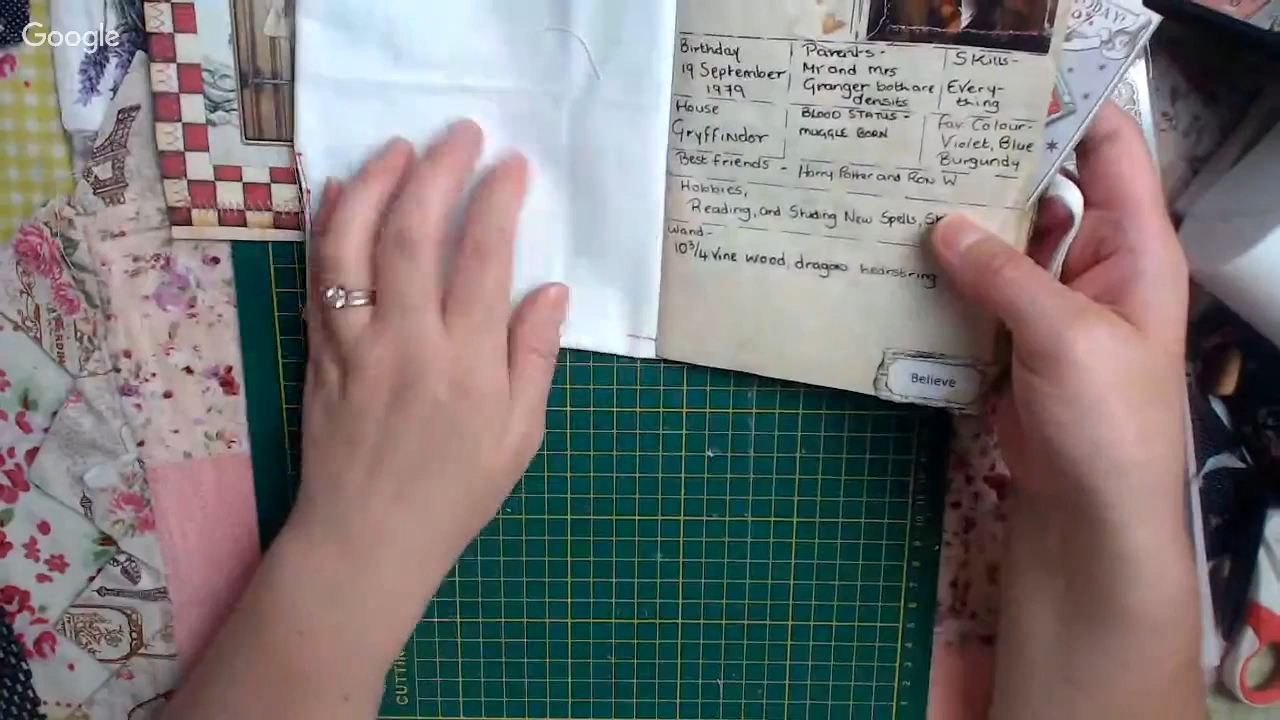 Google
Birthday
19 September
1979
Parents-
Mr and Mrs
Granger both are
densits
Skills-
Every-
thing
House
Gryffindor
BLOOD STATUS-
MUGGLE BORN
Fav. Colour-
Violet, Blue
Burgundy
Best friends - Harry Potter and Ron W
Hobbies,
Reading, and Studing New Spells,
Wand-
10 3/4 Vine wood, dragon heartstring
Believe